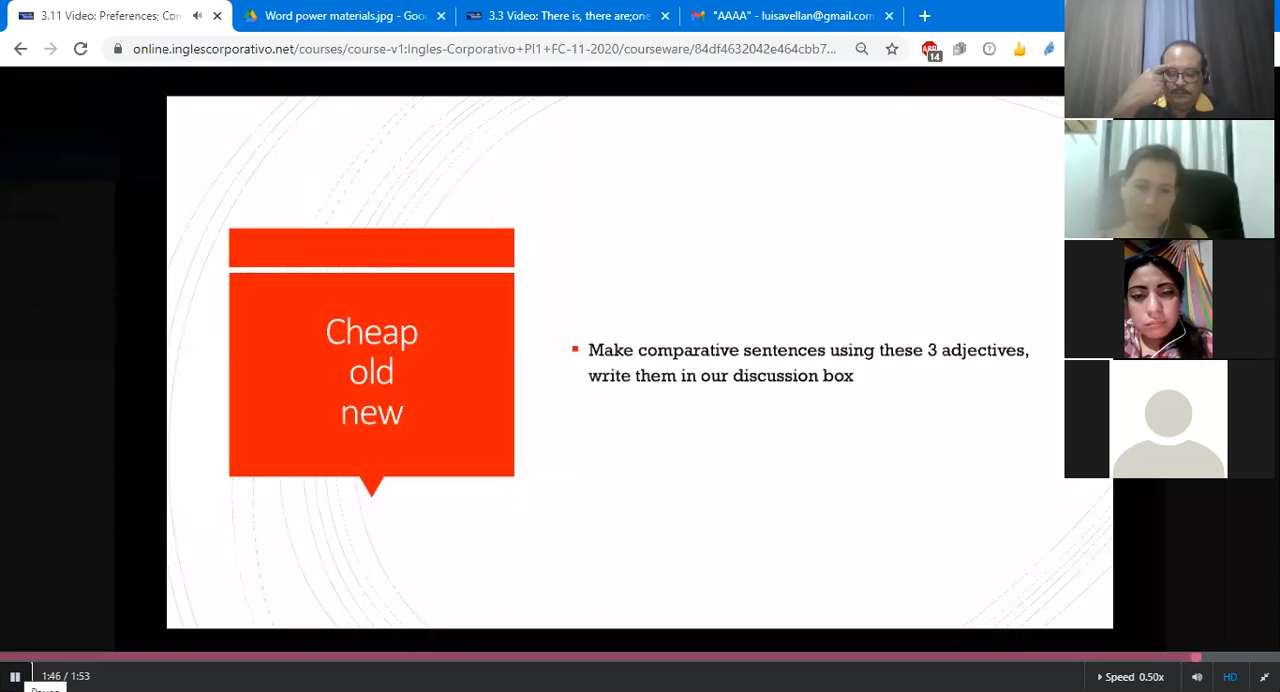 3.11 Video: Preferences; Con
Word power materials.jpg - Goo
3.3 Video: There is, there are;one
"AAAA" - luisavellan@gmail.com
online.inglescorporativo.net/courses/course-v1:Ingles-Corporativo+PI1+FC-11-2020/courseware/84df4632042e464cbb7...
14
Cheap
old
new
Make comparative sentences using these 3 adjectives,
write them in our discussion box
1:46 / 1:53
Speed 0.50x
HD
Pause